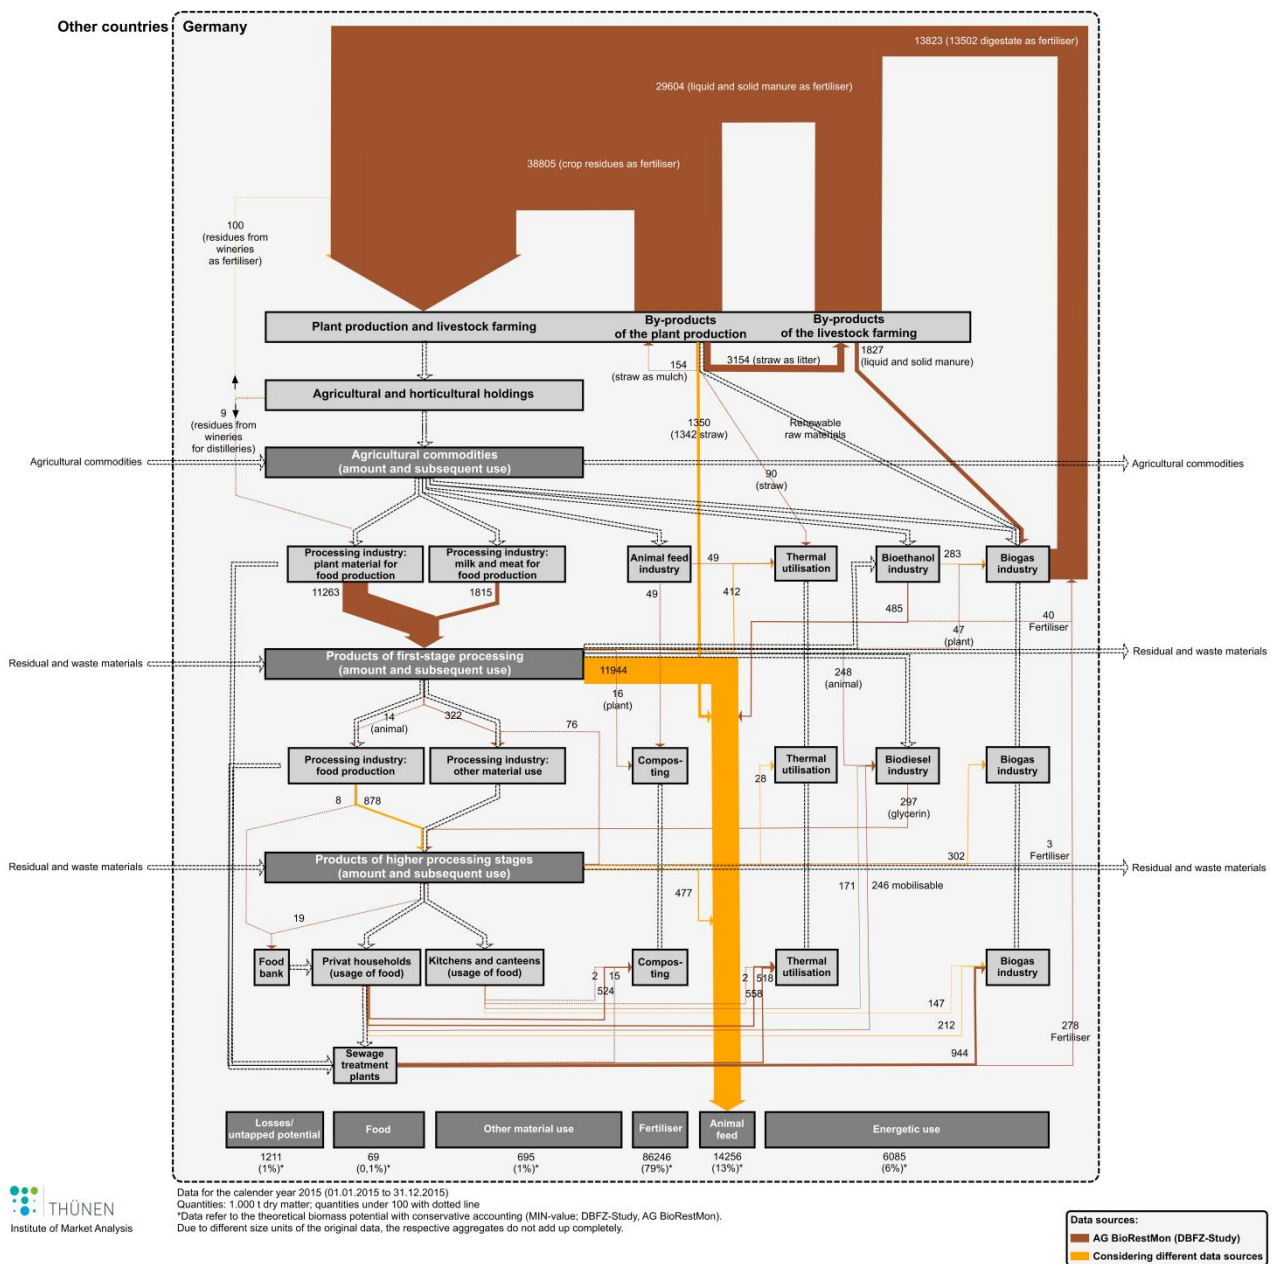 Other countries
Germany
13823 (13502 digestate as fertiliser)
29604 (liquid and solid manure as fertiliser)
38805 (crop residues as fertiliser)
100
(residues from
wineries
as fertiliser)
Plant production and livestock farming
By-products
of the plant production
By-products
of the livestock farming
154
(straw as mulch)
3154 (straw as litter)
1827
(liquid and solid manure)
Agricultural and horticultural holdings
9
(residues from
wineries
for distilleries)
1350
(1342 straw)
Renewable
raw materials
Agricultural commodities
Agricultural commodities
(amount and subsequent use)
Agricultural commodities
90
(straw)
Processing industry:
plant material for
food production
Processing industry:
milk and meat for
food production
Animal feed
industry
49
Thermal
utilisation
Bioethanol
industry
283
Biogas
industry
11263
1815
49
412
485
40
Fertiliser
47
(plant)
Residual and waste materials
Products of first-stage processing
(amount and subsequent use)
Residual and waste materials
11944
248
(animal)
16
(plant)
14
(animal)
322
76
Processing industry:
food production
Processing industry:
other material use
Compos-
ting
Thermal
utilisation
28
Biodiesel
industry
Biogas
industry
8
878
297
(glycerin)
3
Fertiliser
Residual and waste materials
Products of higher processing stages
(amount and subsequent use)
302
Residual and waste materials
477
171
246 mobilisable
19
Food
bank
Privat households
(usage of food)
Kitchens and canteens
(usage of food)
2
15
524
Compos-
ting
2
518
558
Thermal
utilisation
Biogas
industry
147
212
278
Fertiliser
944
Sewage
treatment
plants
Losses/
untapped potential
Food
Other material use
Fertiliser
Animal
feed
Energetic use
1211
(1%)*
69
(0,1%)*
695
(1%)*
86246
(79%)*
14256
(13%)*
6085
(6%)*
THÜNEN
Institute of Market Analysis
Data for the calender year 2015 (01.01.2015 to 31.12.2015)
Quantities: 1.000 t dry matter; quantities under 100 with dotted line
*Data refer to the theoretical biomass potential with conservative accounting (MIN-value; DBFZ-Study, AG BioRestMon).
Due to different size units of the original data, the respective aggregates do not add up completely.
Data sources:
AG BioRestMon (DBFZ-Study)
Considering different data sources